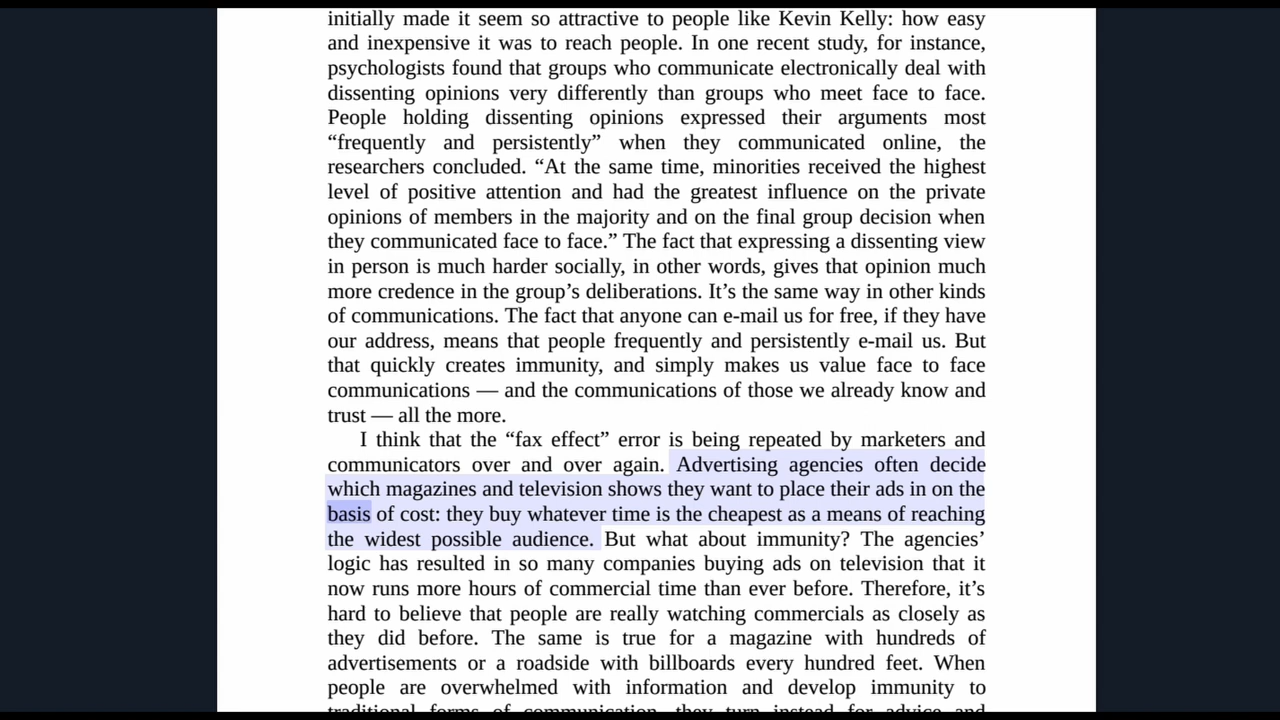 initially made it seem so attractive to people like Kevin Kelly: how easy
and inexpensive it was to reach people. In one recent study, for instance,
psychologists found that groups who communicate electronically deal with
dissenting opinions very differently than groups who meet face to face.
People holding dissenting opinions expressed their arguments most
“frequently and persistently” when they communicated online, the
researchers concluded. “At the same time, minorities received the highest
level of positive attention and had the greatest influence on the private
opinions of members in the majority and on the final group decision when
they communicated face to face.” The fact that expressing a dissenting view
in person is much harder socially, in other words, gives that opinion much
more credence in the group’s deliberations. It’s the same way in other kinds
of communications. The fact that anyone can e-mail us for free, if they have
our address, means that people frequently and persistently e-mail us. But
that quickly creates immunity, and simply makes us value face to face
communications — and the communications of those we already know and
trust — all the more.
I think that the “fax effect” error is being repeated by marketers and
communicators over and over again. Advertising agencies often decide
which magazines and television shows they want to place their ads in on the
basis of cost: they buy whatever time is the cheapest as a means of reaching
the widest possible audience. But what about immunity? The agencies’
logic has resulted in so many companies buying ads on television that it
now runs more hours of commercial time than ever before. Therefore, it’s
hard to believe that people are really watching commercials as closely as
they did before. The same is true for a magazine with hundreds of
advertisements or a roadside with billboards every hundred feet. When
people are overwhelmed with information and develop immunity to
traditional forms of communication, they turn instead for advice and